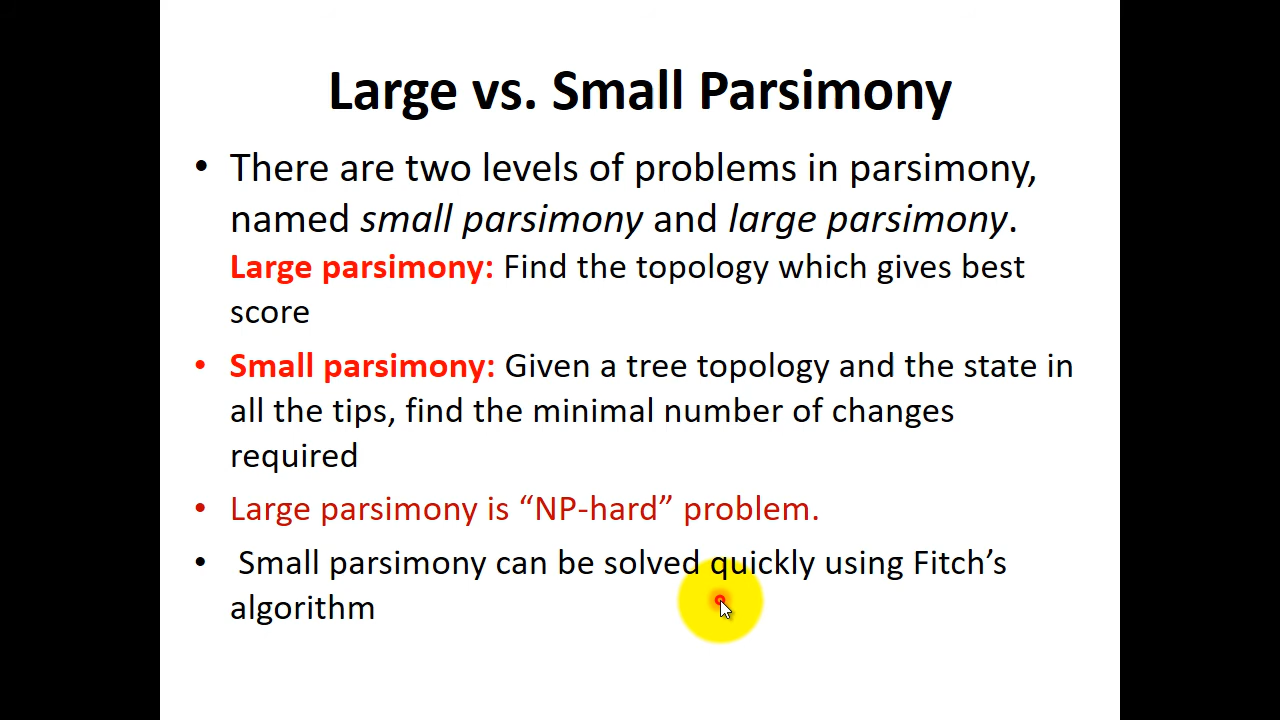 Large vs. Small Parsimony
• There are two levels of problems in parsimony,
named small parsimony and large parsimony.
Large parsimony: Find the topology which gives best
score
• Small parsimony: Given a tree topology and the state in
all the tips, find the minimal number of changes
required
• Large parsimony is “NP-hard” problem.
• Small parsimony can be solved quickly using Fitch’s
algorithm